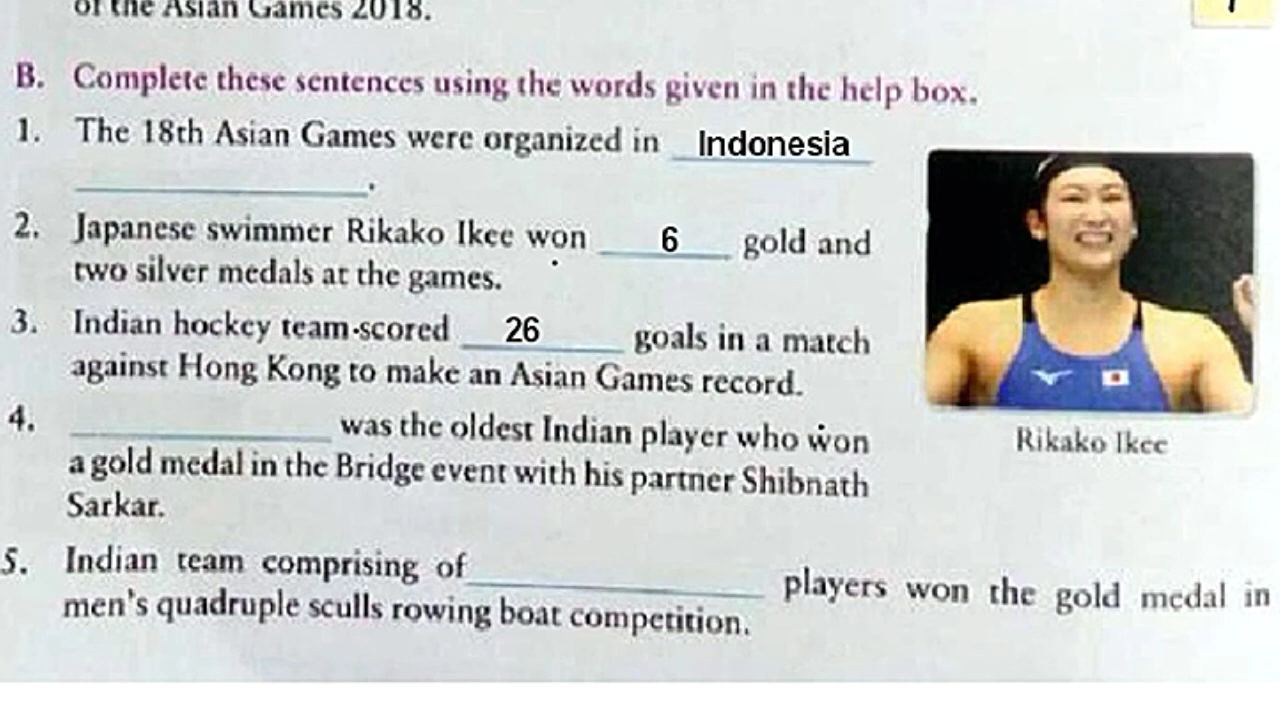 of the Asian Games 2018.
B. Complete these sentences using the words given in the help box.
1. The 18th Asian Games were organized in Indonesia
.
2. Japanese swimmer Rikako Ikee won 6 gold and
two silver medals at the games.
3. Indian hockey team-scored 26 goals in a match
against Hong Kong to make an Asian Games record.
4. was the oldest Indian player who won
a gold medal in the Bridge event with his partner Shibnath
Sarkar.
Rikako Ikee
5. Indian team comprising of players won the gold medal in
men's quadruple sculls rowing boat competition.